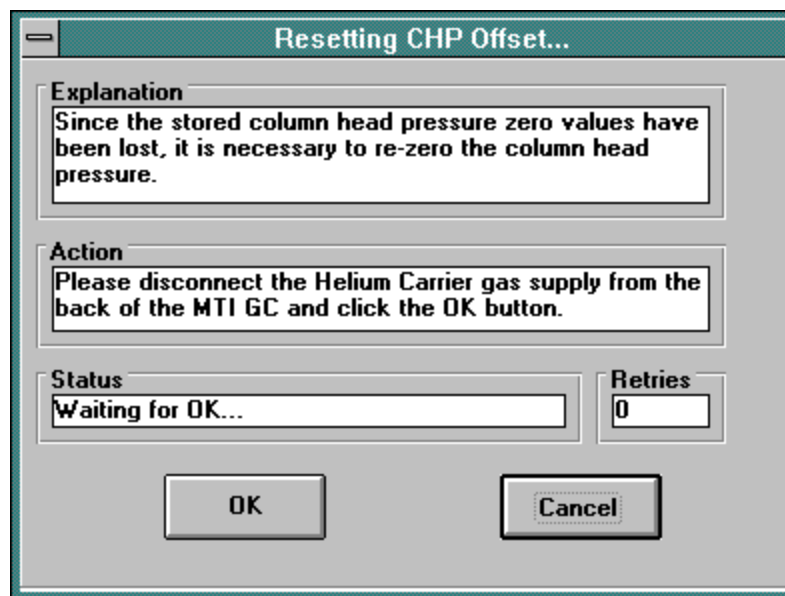 Resetting CHP Offset...
Explanation
Since the stored column head pressure zero values have
been lost, it is necessary to re-zero the column head
pressure.
Action
Please disconnect the Helium Carrier gas supply from the
back of the MTI GC and click the OK button.
Status
Waiting for OK...
Retries
0
OK
Cancel